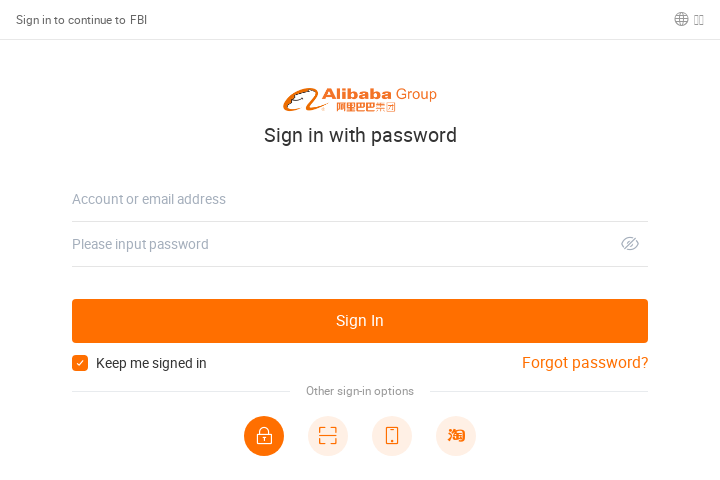 Sign in to continue to FBI
Alibaba Group
阿里巴巴集团
Sign in with password
Account or email address
Please input password
Sign In
Keep me signed in
Forgot password?
Other sign-in options
淘